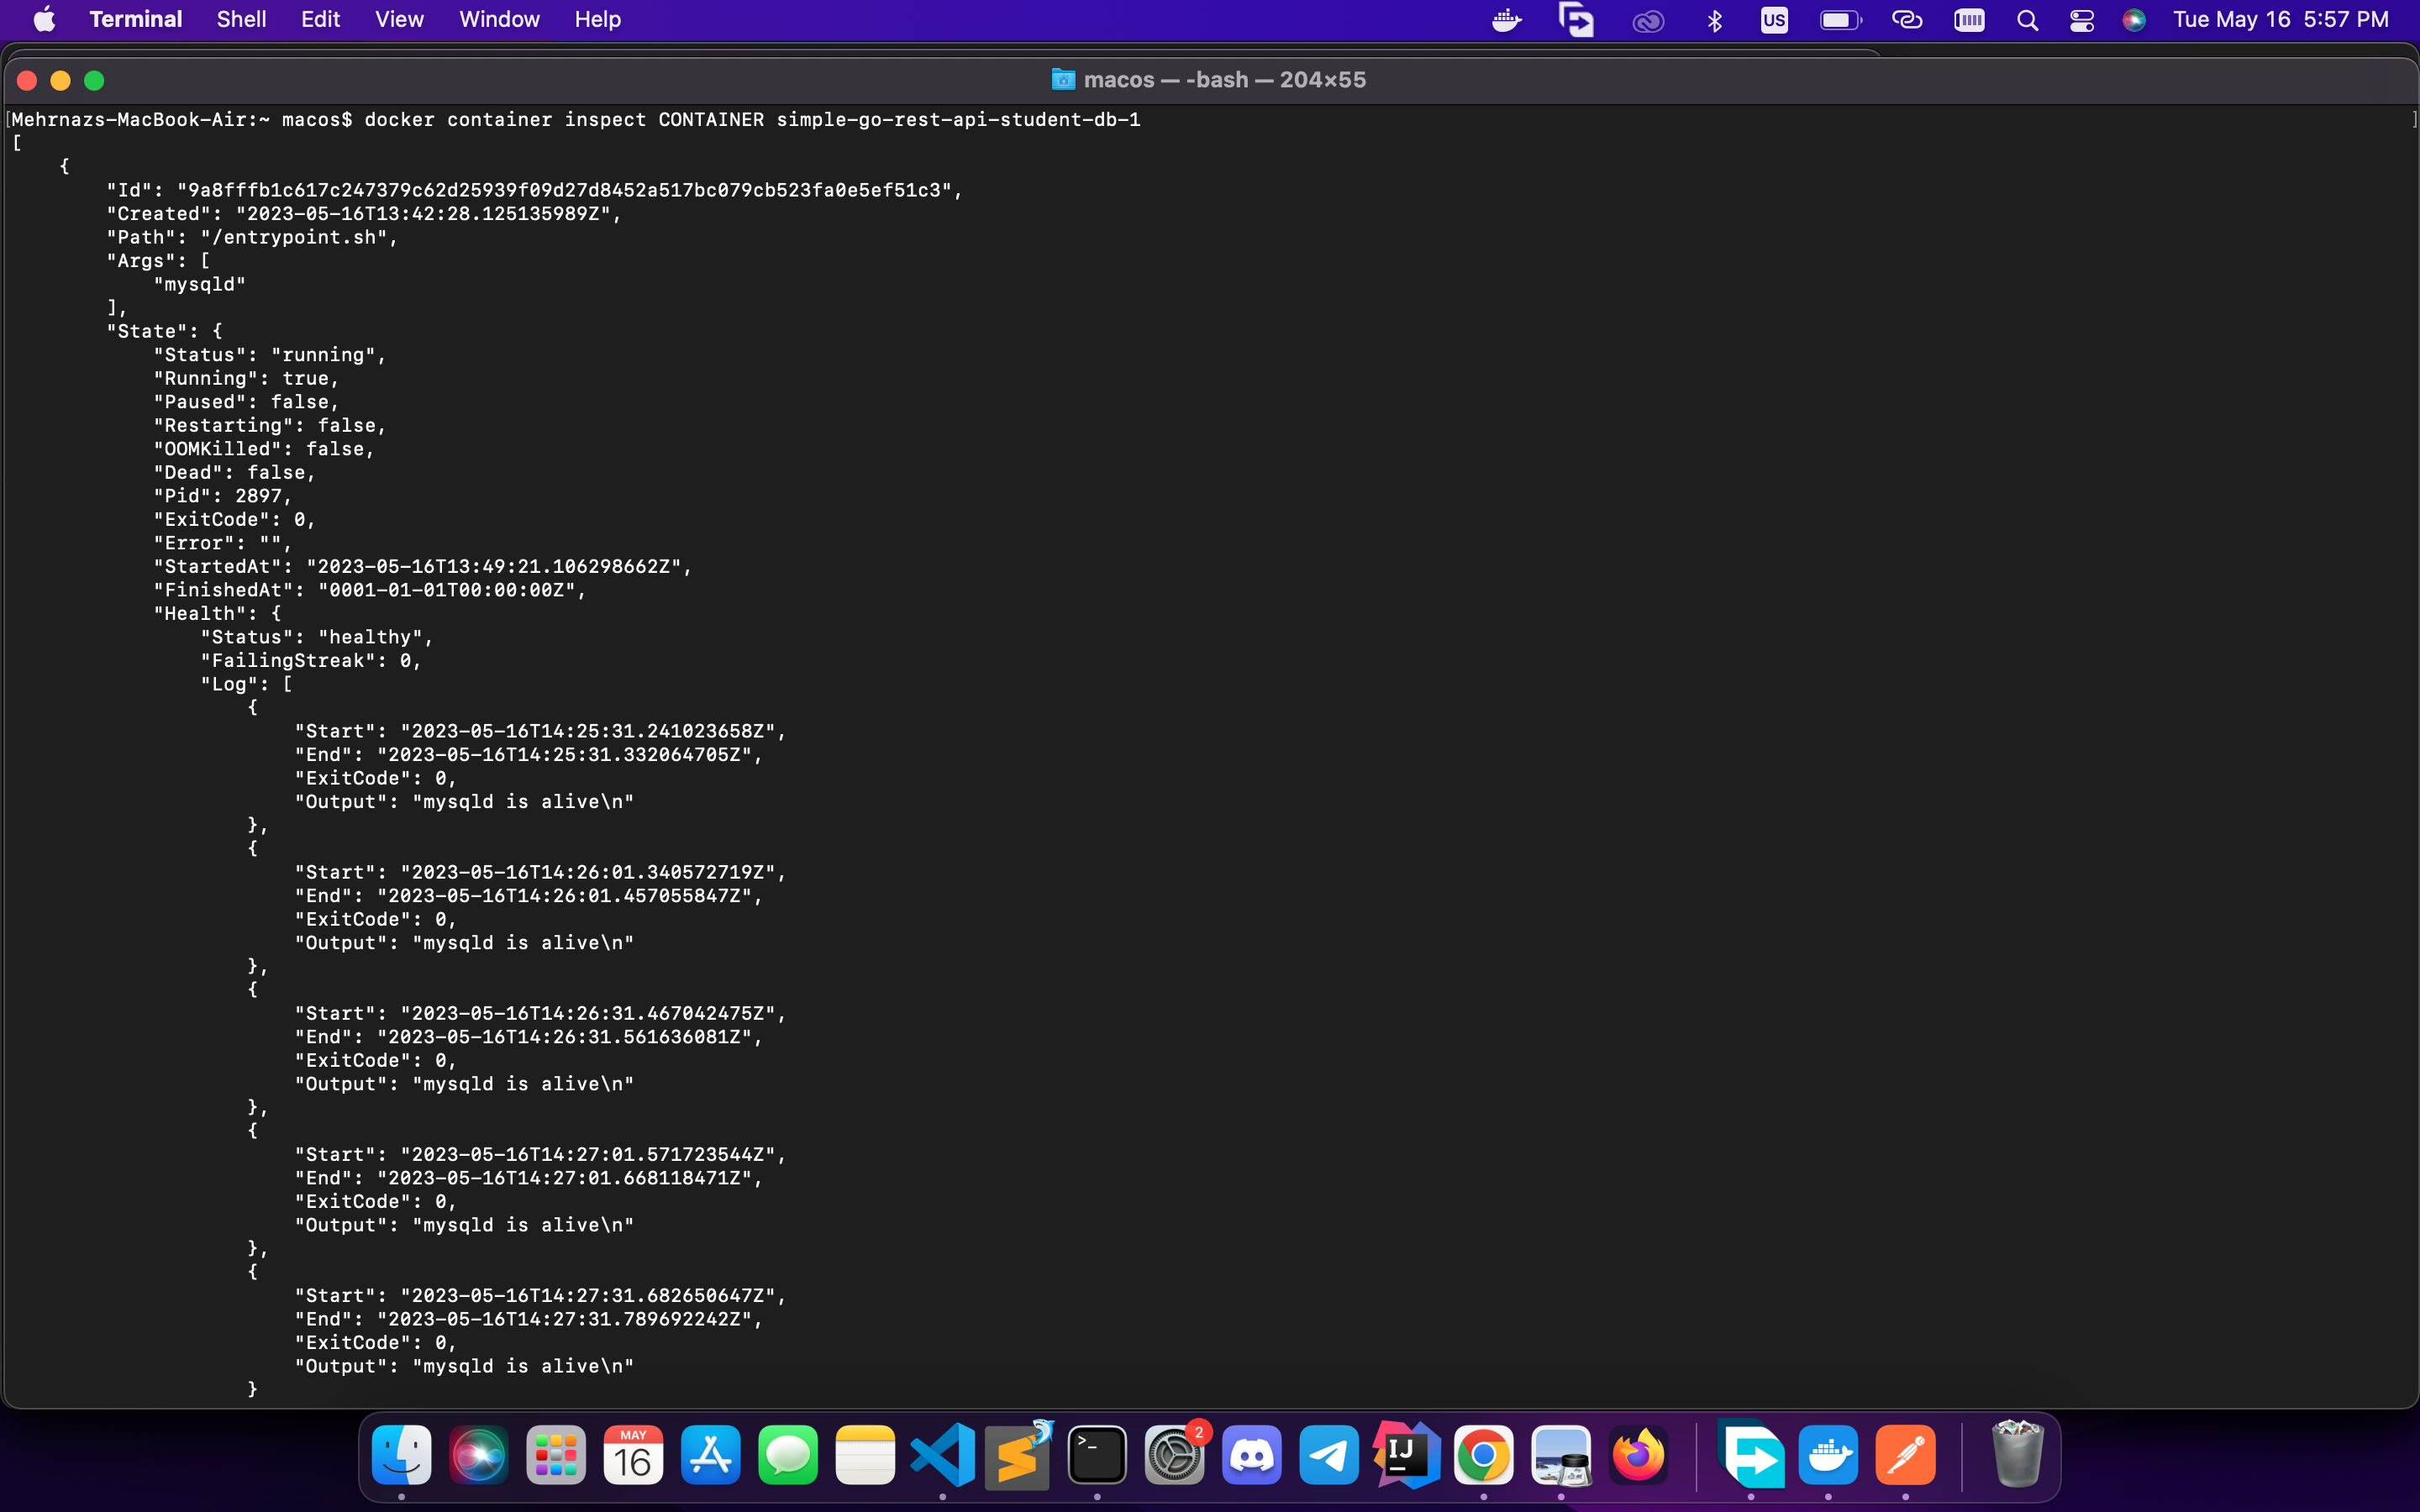 Terminal Shell Edit View Window Help US Tue May 16 5:57 PM
macos — -bash — 204×55
[Mehrnazs-MacBook-Air:~ macos$ docker container inspect CONTAINER simple-go-rest-api-student-db-1 ]
[
{
"Id": "9a8fffb1c617c247379c62d25939f09d27d8452a517bc079cb523fa0e5ef51c3",
"Created": "2023-05-16T13:42:28.125135989Z",
"Path": "/entrypoint.sh",
"Args": [
"mysqld"
],
"State": {
"Status": "running",
"Running": true,
"Paused": false,
"Restarting": false,
"OOMKilled": false,
"Dead": false,
"Pid": 2897,
"ExitCode": 0,
"Error": "",
"StartedAt": "2023-05-16T13:49:21.106298662Z",
"FinishedAt": "0001-01-01T00:00:00Z",
"Health": {
"Status": "healthy",
"FailingStreak": 0,
"Log": [
{
"Start": "2023-05-16T14:25:31.241023658Z",
"End": "2023-05-16T14:25:31.332064705Z",
"ExitCode": 0,
"Output": "mysqld is alive\n"
},
{
"Start": "2023-05-16T14:26:01.340572719Z",
"End": "2023-05-16T14:26:01.457055847Z",
"ExitCode": 0,
"Output": "mysqld is alive\n"
},
{
"Start": "2023-05-16T14:26:31.467042475Z",
"End": "2023-05-16T14:26:31.561636081Z",
"ExitCode": 0,
"Output": "mysqld is alive\n"
},
{
"Start": "2023-05-16T14:27:01.571723544Z",
"End": "2023-05-16T14:27:01.668118471Z",
"ExitCode": 0,
"Output": "mysqld is alive\n"
},
{
"Start": "2023-05-16T14:27:31.682650647Z",
"End": "2023-05-16T14:27:31.789692242Z",
"ExitCode": 0,
"Output": "mysqld is alive\n"
}
MAY
16
>_
2
IJ